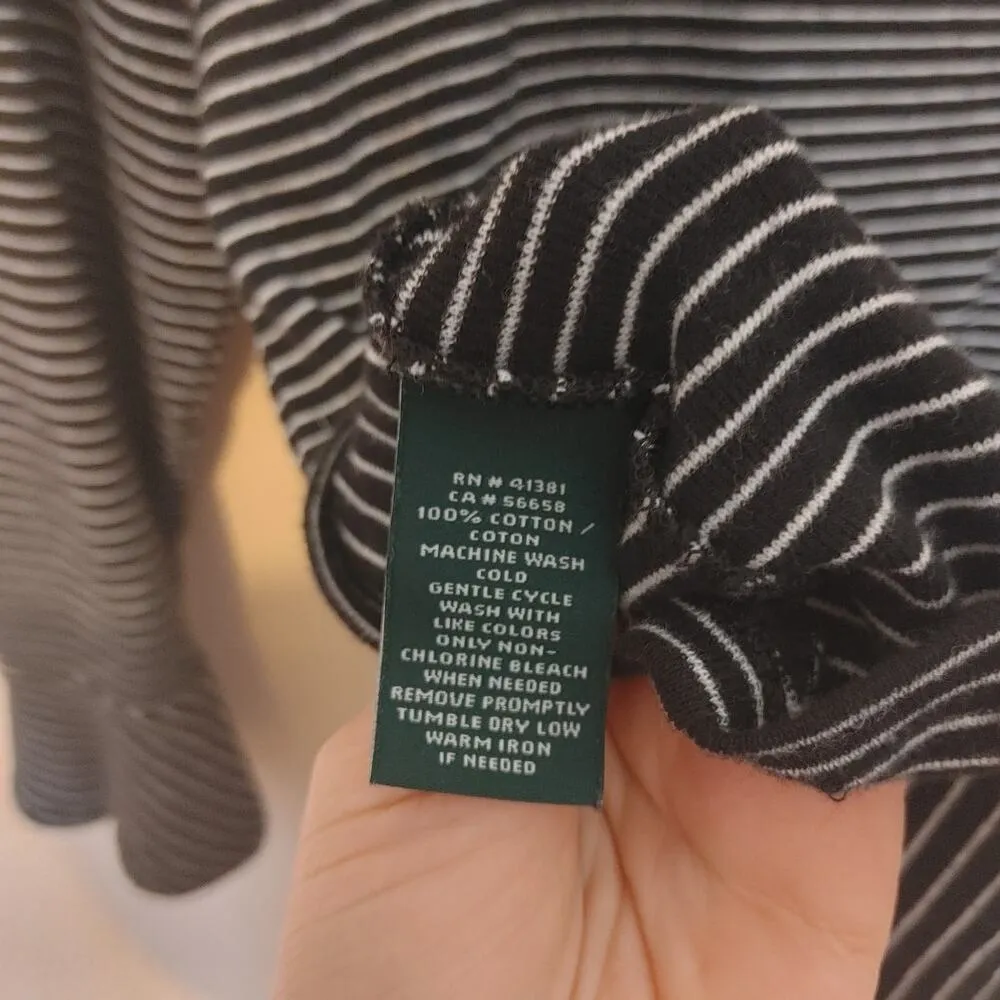 RN # 41381
CA # 56658
100% COTTON /
COTON
MACHINE WASH
COLD
GENTLE CYCLE
WASH WITH
LIKE COLORS
ONLY NON-
CHLORINE BLEACH
WHEN NEEDED
REMOVE PROMPTLY
TUMBLE DRY LOW
WARM IRON
IF NEEDED